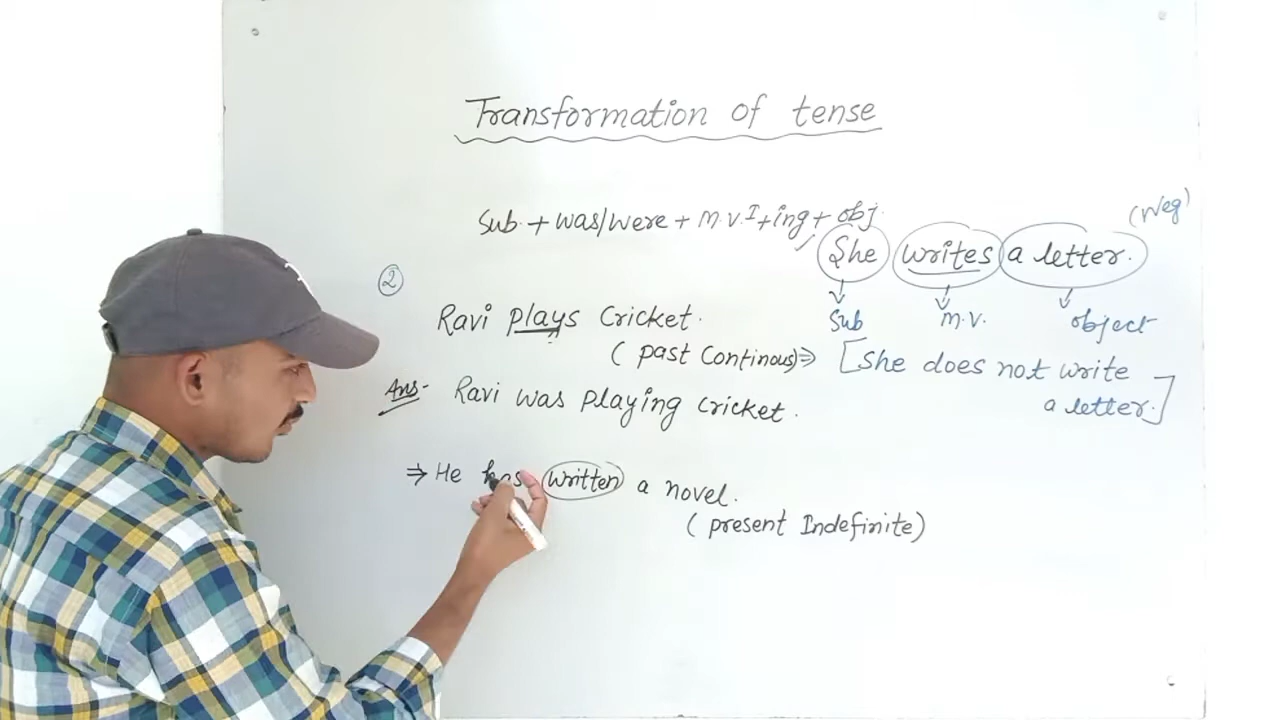 Transformation of tense
Sub. + was/were + m.v.I + ing + obj.
(Neg)
She writes a letter.
Sub m.v. object
②
Ravi plays Cricket.
( past Continous) ⇒ [She does not write
a letter.]
Ans- Ravi was playing cricket.
⇒ He has written a novel.
( present Indefinite)